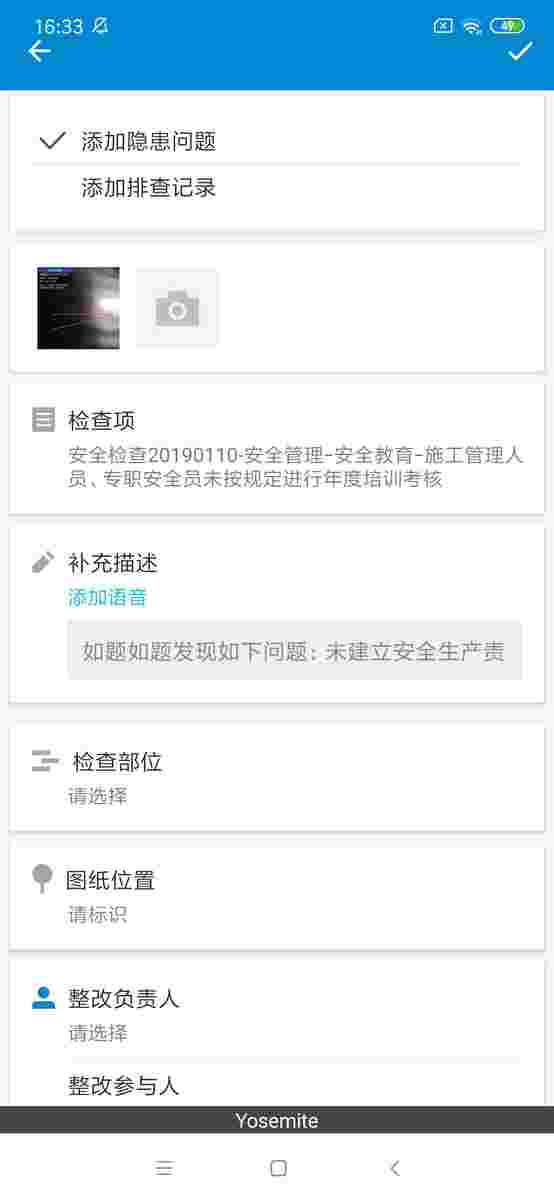 16:33
49
添加隐患问题
添加排查记录
检查项
安全检查20190110-安全管理-安全教育-施工管理人
员、专职安全员未按规定进行年度培训考核
补充描述
添加语音
如题如题发现如下问题：未建立安全生产责
检查部位
请选择
图纸位置
请标识
整改负责人
请选择
整改参与人
Yosemite